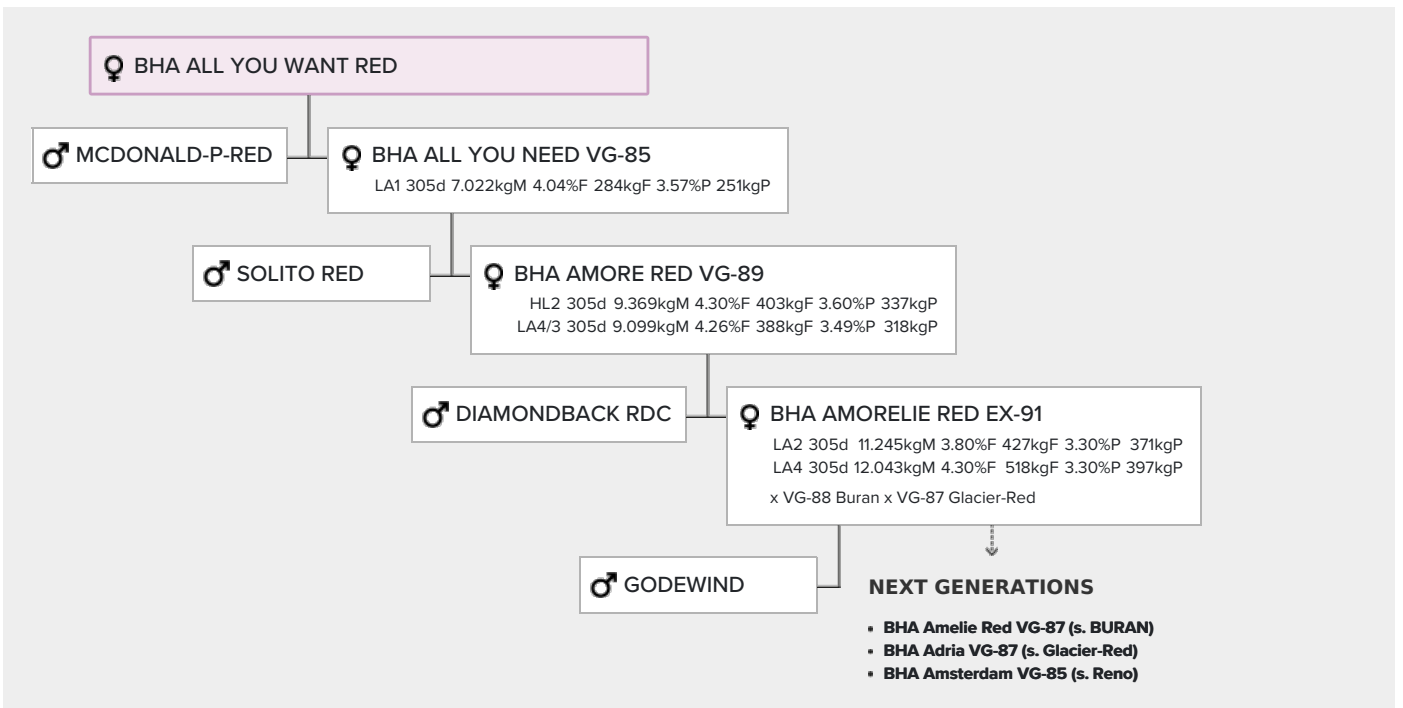 BHA ALL YOU WANT RED
MCDONALD-P-RED
BHA ALL YOU NEED VG-85
LA1 305d 7.022kgM 4.04%F 284kgF 3.57%P 251kgP
SOLITO RED
BHA AMORE RED VG-89
HL2 305d 9.369kgM 4.30%F 403kgF 3.60%P 337kgP
LA4/3 305d 9.099kgM 4.26%F 388kgF 3.49%P 318kgP
DIAMONDBACK RDC
BHA AMORELIE RED EX-91
LA2 305d 11.245kgM 3.80%F 427kgF 3.30%P 371kgP
LA4 305d 12.043kgM 4.30%F 518kgF 3.30%P 397kgP
x VG-88 Buran x VG-87 Glacier-Red
GODEWIND
NEXT GENERATIONS
• BHA Amelie Red VG-87 (s. BURAN)
• BHA Adria VG-87 (s. Glacier-Red)
• BHA Amsterdam VG-85 (s. Reno)